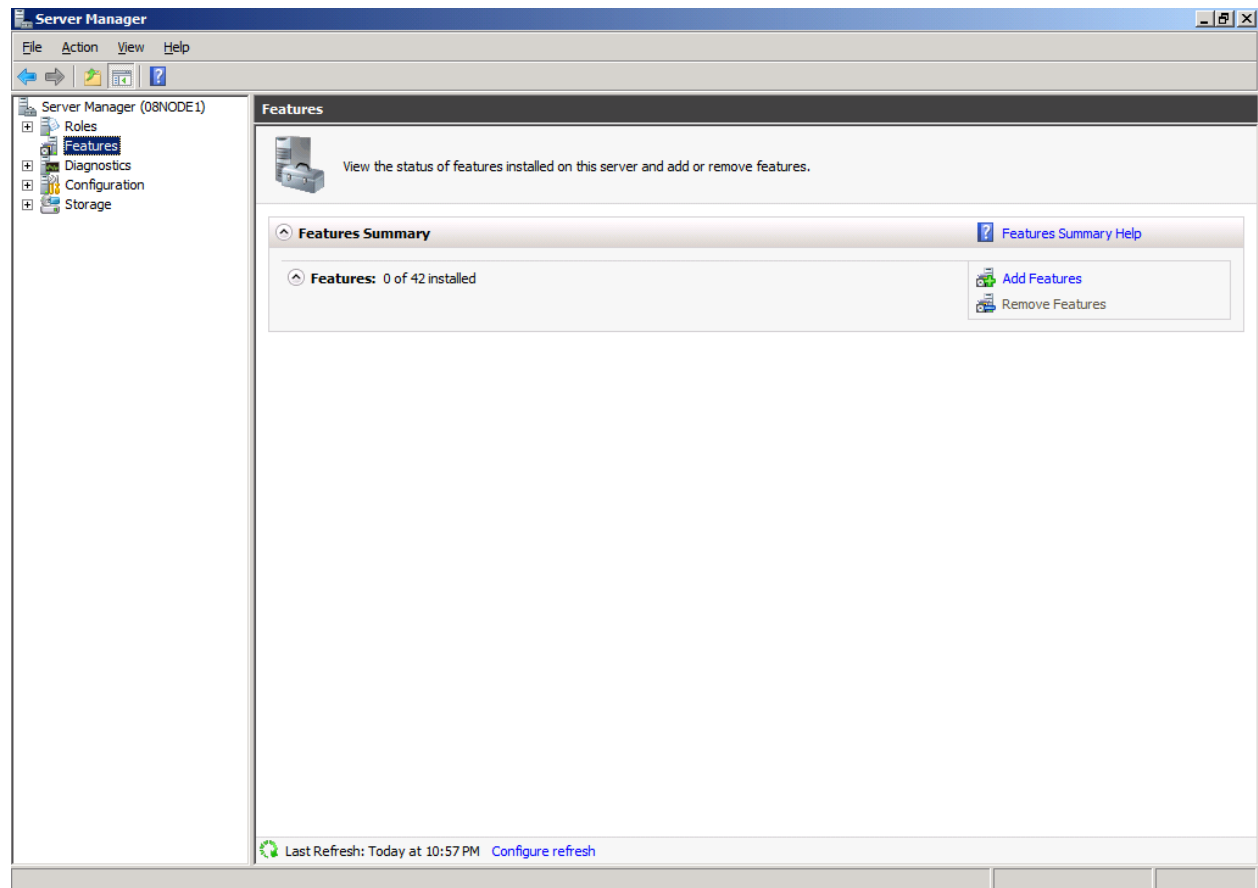 Server Manager
File Action View Help
Server Manager (08NODE1)
Roles
Features
Diagnostics
Configuration
Storage
Features
View the status of features installed on this server and add or remove features.
Features Summary
Features Summary Help
Features: 0 of 42 installed
Add Features
Remove Features
Last Refresh: Today at 10:57 PM Configure refresh